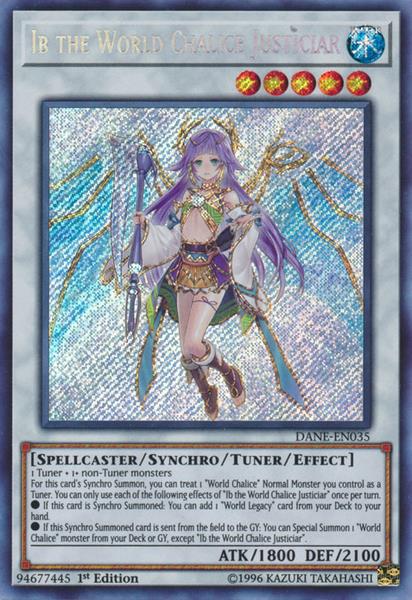 IB THE WORLD CHALICE JUSTICIAR
DANE-EN035
[SPELLCASTER/SYNCHRO/TUNER/EFFECT]
1 Tuner + 1+ non-Tuner monsters
For this card's Synchro Summon, you can treat 1 "World Chalice" Normal Monster you control as a
Tuner. You can only use each of the following effects of "Ib the World Chalice Justiciar" once per turn.
● If this card is Synchro Summoned: You can add 1 "World Legacy" card from your Deck to your
hand.
● If this Synchro Summoned card is sent from the field to the GY: You can Special Summon 1 "World
Chalice" monster from your Deck or GY, except "Ib the World Chalice Justiciar".
ATK/1800 DEF/2100
94677445 1st Edition ©1996 KAZUKI TAKAHASHI